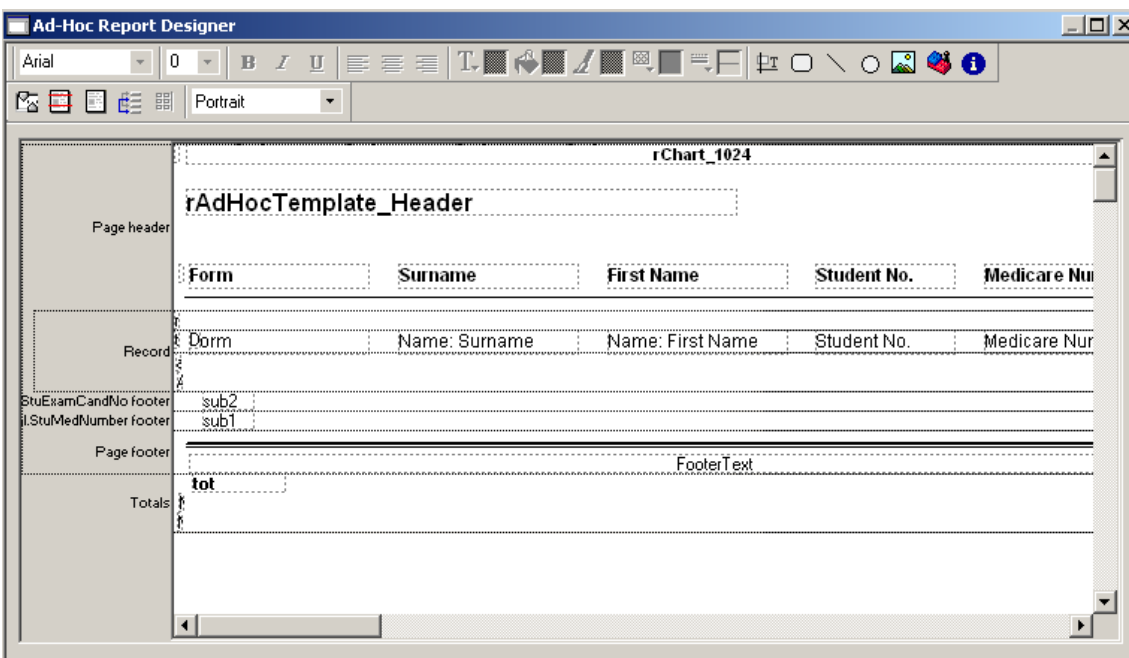 Ad-Hoc Report Designer
Arial 0 B I U
Portrait
rChart_1024
rAdHocTemplate_Header
Page header
Form Surname First Name Student No. Medicare Nur
Dorm Name: Surname Name: First Name Student No. Medicare Nur
Record
StuExamCandNo footer sub2
l.StuMedNumber footer sub1
Page footer
FooterText
tot
Totals